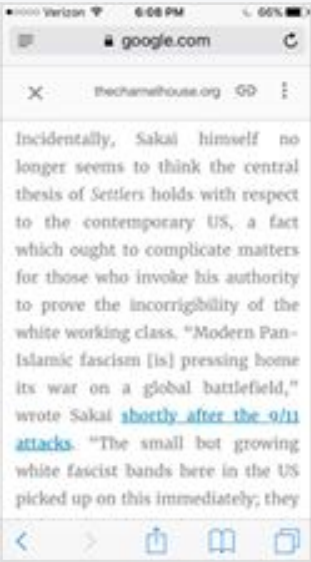 Verizon 6:08 PM 66%
google.com
thecharnelhouse.org
Incidentally, Sakai himself no
longer seems to think the central
thesis of Settlers holds with respect
to the contemporary US, a fact
which ought to complicate matters
for those who invoke his authority
to prove the incorrigibility of the
white working class. “Modern Pan-
Islamic fascism [is] pressing home
its war on a global battlefield,”
wrote Sakai shortly after the 9/11
attacks. “The small bot growing
white fascist bands here in the US
picked up on this immediately; they